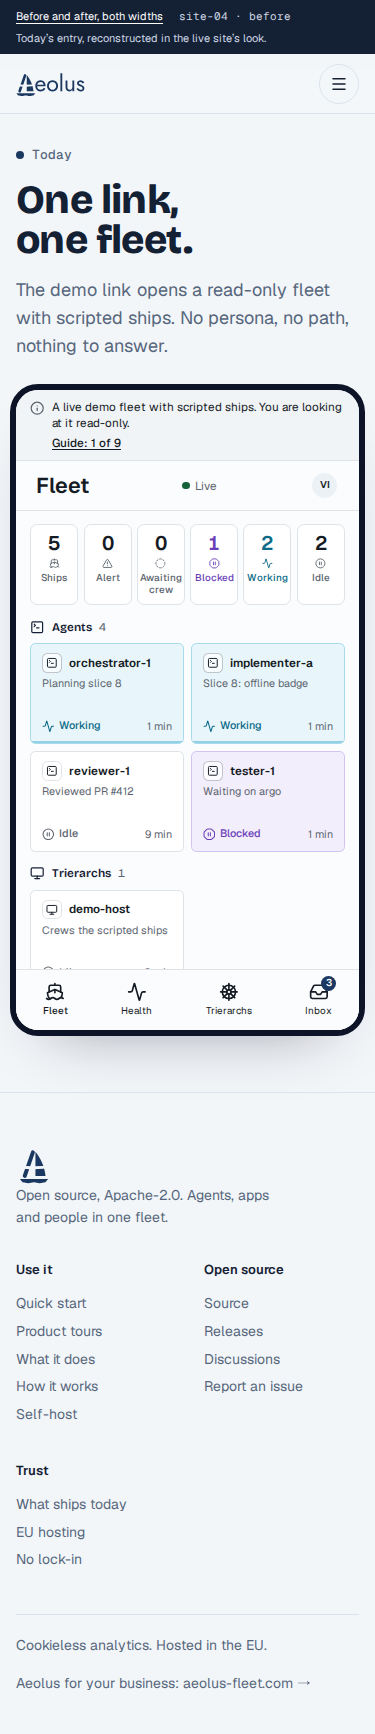 Before and after, both widths site-04 · before
Today's entry, reconstructed in the live site's look.
Aeolus
Today
One link,
one fleet.
The demo link opens a read-only fleet
with scripted ships. No persona, no path,
nothing to answer.
A live demo fleet with scripted ships. You are looking
at it read-only.
Guide: 1 of 9
Fleet Live VI
5 0 0 1 2 2
Ships Alert Awaiting crew Blocked Working Idle
Agents 4
orchestrator-1 implementer-a
Planning slice 8 Slice 8: offline badge
Working 1 min Working 1 min
reviewer-1 tester-1
Reviewed PR #412 Waiting on argo
Idle 9 min Blocked 1 min
Trierarchs 1
demo-host
Crews the scripted ships
3
Fleet Health Trierarchs Inbox
Open source, Apache-2.0. Agents, apps
and people in one fleet.
Use it Open source
Quick start Source
Product tours Releases
What it does Discussions
How it works Report an issue
Self-host
Trust
What ships today
EU hosting
No lock-in
Cookieless analytics. Hosted in the EU.
Aeolus for your business: aeolus-fleet.com →